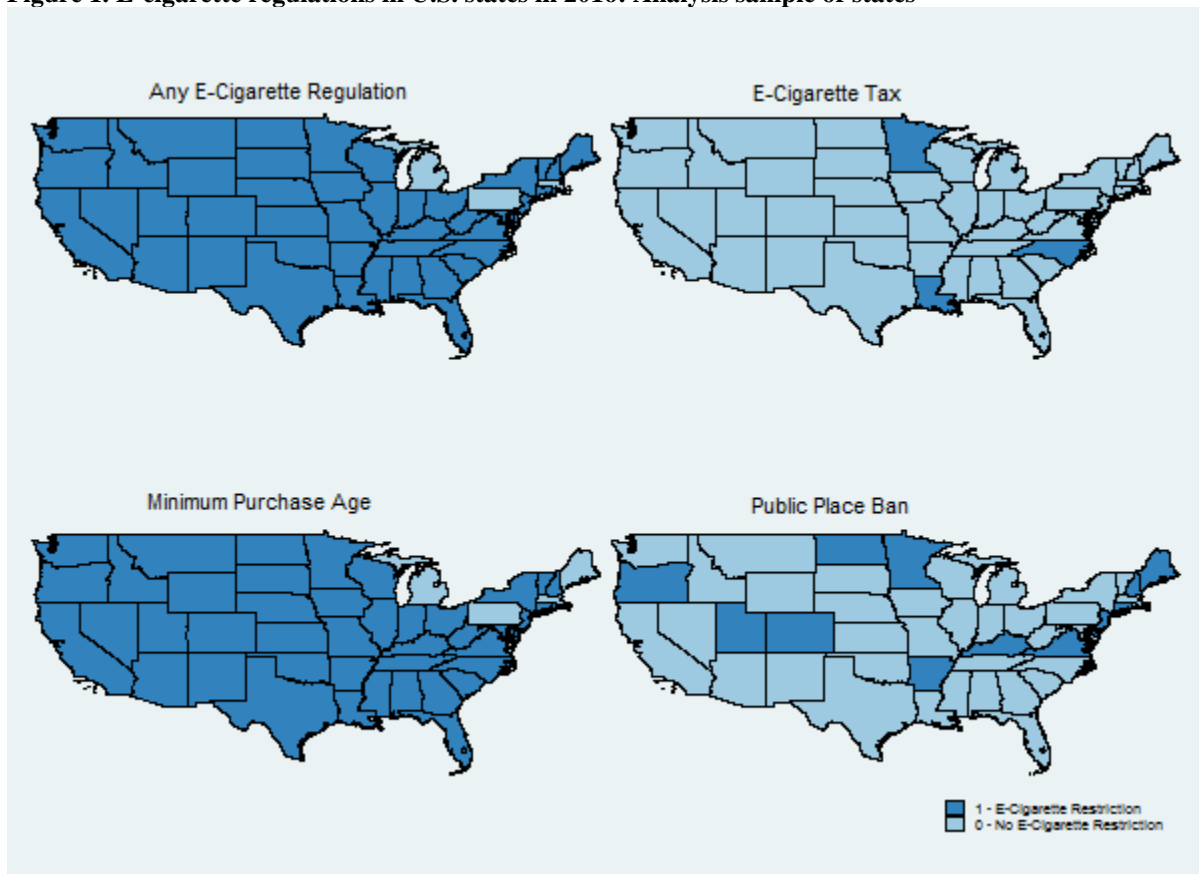 Any E-Cigarette Regulation
E-Cigarette Tax
Minimum Purchase Age
Public Place Ban
1 - E-Cigarette Restriction
0 - No E-Cigarette Restriction